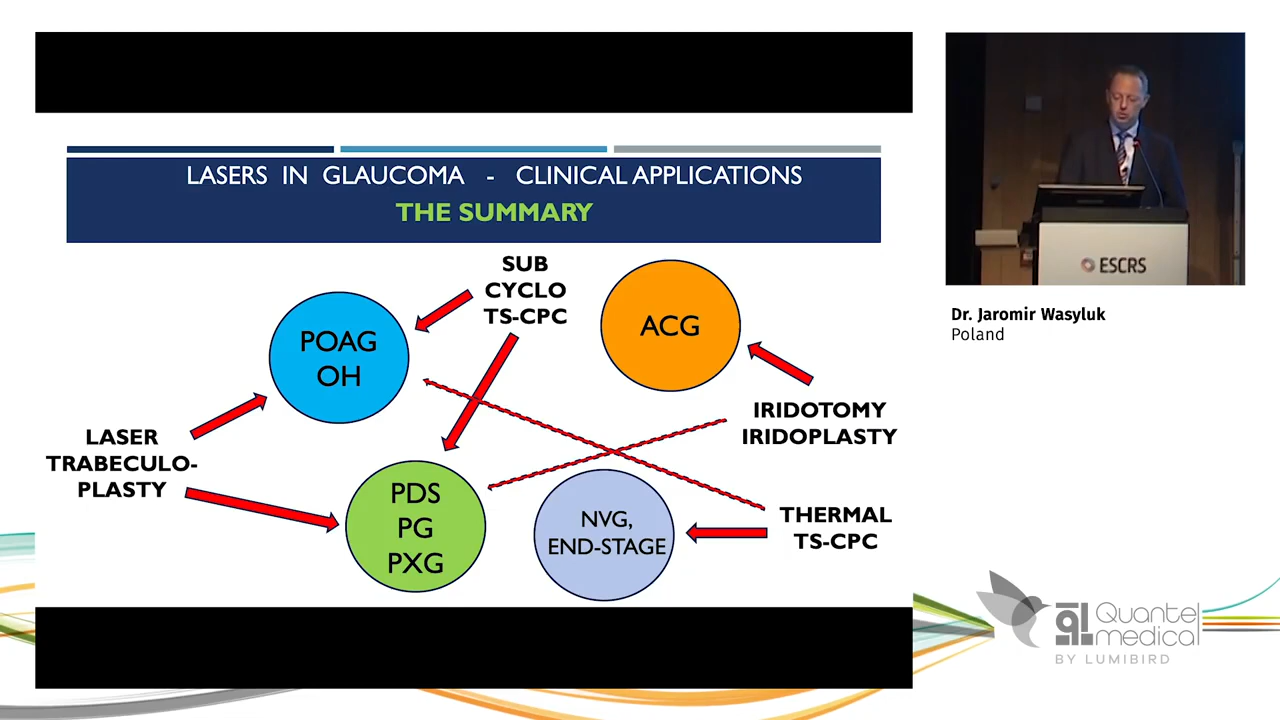 LASERS IN GLAUCOMA - CLINICAL APPLICATIONS
THE SUMMARY
SUB
CYCLO
TS-CPC
POAG
OH
ACG
IRIDOTOMY
IRIDOPLASTY
LASER
TRABECULO-
PLASTY
PDS
PG
PXG
NVG,
END-STAGE
THERMAL
TS-CPC
ESCRS
Dr. Jaromir Wasyluk
Poland
Quantel
medical
BY LUMIBIRD